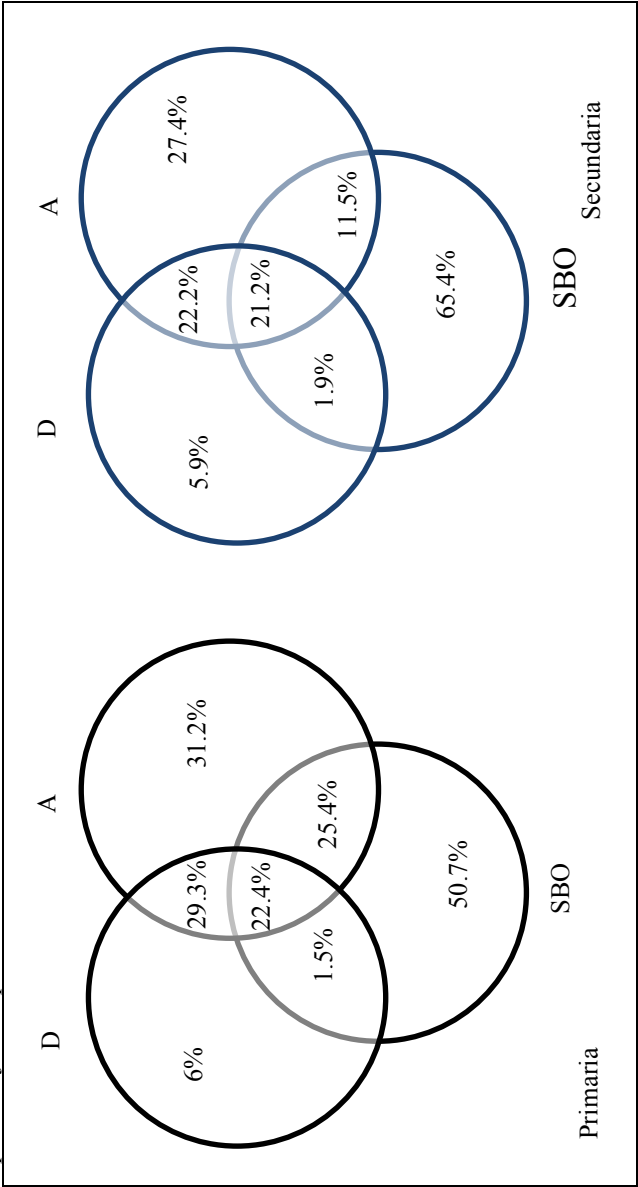 D
A
6%
29.3%
31.2%
22.4%
1.5%
25.4%
50.7%
SBO
Primaria
D
A
5.9%
22.2%
27.4%
21.2%
1.9%
11.5%
65.4%
SBO
Secundaria